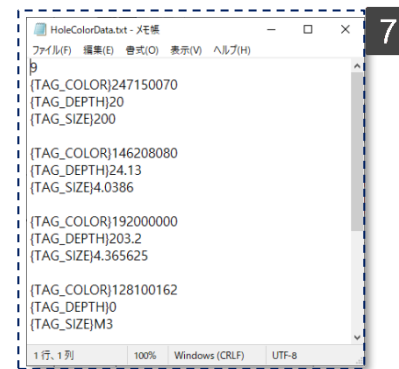 HoleColorData.txt - メモ帳
7
ファイル(F) 編集(E) 書式(O) 表示(V) ヘルプ(H)
9
{TAG_COLOR}247150070
{TAG_DEPTH}20
{TAG_SIZE}200
{TAG_COLOR}146208080
{TAG_DEPTH}24.13
{TAG_SIZE}4.0386
{TAG_COLOR}192000000
{TAG_DEPTH}203.2
{TAG_SIZE}4.365625
{TAG_COLOR}128100162
{TAG_DEPTH}0
{TAG_SIZE}M3
1 行、1 列 100% Windows (CRLF) UTF-8